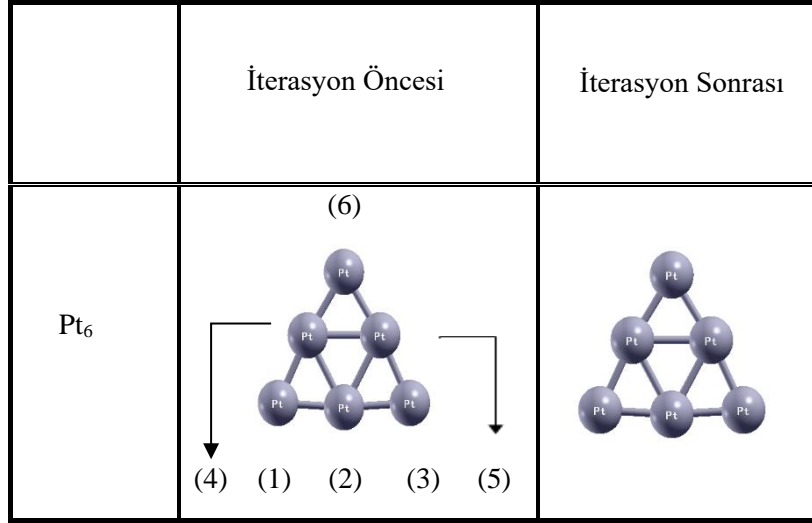 İterasyon Öncesi
İterasyon Sonrası
Pt₆
(6)
Pt
Pt Pt
Pt Pt Pt
(4) (1) (2) (3) (5)
Pt
Pt Pt
Pt Pt Pt